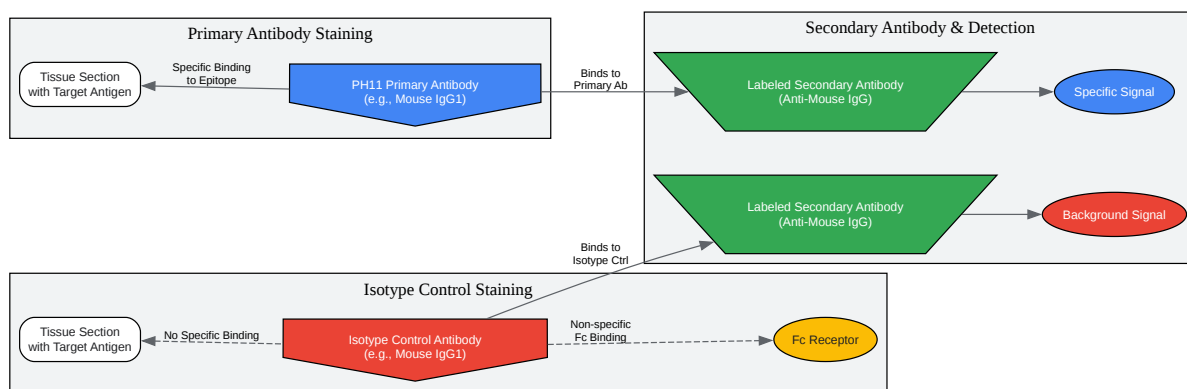 Primary Antibody Staining
Tissue Section
with Target Antigen
Specific Binding
to Epitope
PH11 Primary Antibody
(e.g., Mouse IgG1)
Binds to
Primary Ab
Secondary Antibody & Detection
Labeled Secondary Antibody
(Anti-Mouse IgG)
Specific Signal
Labeled Secondary Antibody
(Anti-Mouse IgG)
Background Signal
Binds to
Isotype Ctrl
Isotype Control Staining
Tissue Section
with Target Antigen
No Specific Binding
Isotype Control Antibody
(e.g., Mouse IgG1)
Non-specific
Fc Binding
Fc Receptor